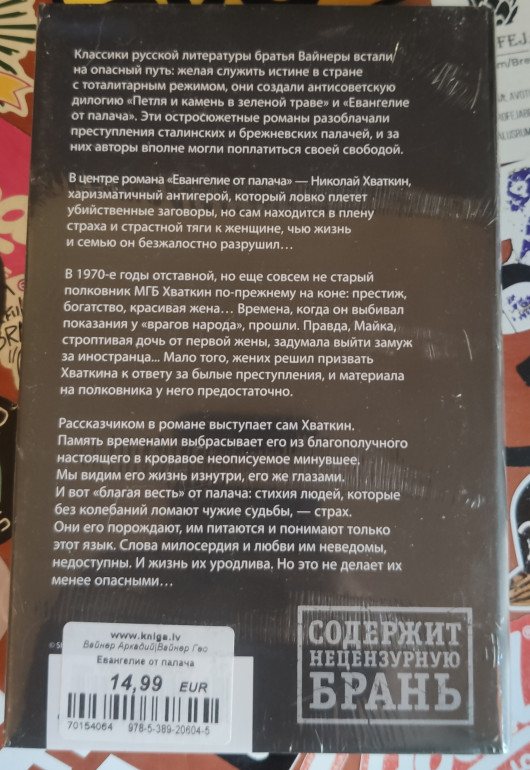 Классики русской литературы братья Вайнеры встали
на опасный путь: желая служить истине в стране
с тоталитарным режимом, они создали антисоветскую
дилогию «Петля и камень в зеленой траве» и «Евангелие
от палача». Эти остросюжетные романы разоблачали
преступления сталинских и брежневских палачей, и за
них авторы вполне могли поплатиться своей свободой.
В центре романа «Евангелие от палача» — Николай Хваткин,
харизматичный антигерой, который ловко плетет
убийственные заговоры, но сам находится в плену
страха и страстной тяги к женщине, чью жизнь
и семью он безжалостно разрушил...
В 1970-е годы отставной, но еще совсем не старый
полковник МГБ Хваткин по-прежнему на коне: престиж,
богатство, красивая жена... Времена, когда он выбивал
показания у «врагов народа», прошли. Правда, Майка,
строптивая дочь от первой жены, задумала выйти замуж
за иностранца... Мало того, жених решил призвать
Хваткина к ответу за былые преступления, и материала
на полковника у него предостаточно.
Рассказчиком в романе выступает сам Хваткин.
Память временами выбрасывает его из благополучного
настоящего в кровавое неописуемое минувшее.
Мы видим его жизнь изнутри, его же глазами.
И вот «благая весть» от палача: стихия людей, которые
без колебаний ломают чужие судьбы, — страх.
Они его порождают, им питаются и понимают только
этот язык. Слова милосердия и любви им неведомы,
недоступны. И жизнь их уродлива. Но это не делает их
менее опасными...
www.kniga.lv
Вайнер Аркадий|Вайнер Гео
Евангелие от палача
14,99 EUR
70154064 978-5-389-20604-5
СОДЕРЖИТ
НЕЦЕНЗУРНУЮ
БРАНЬ